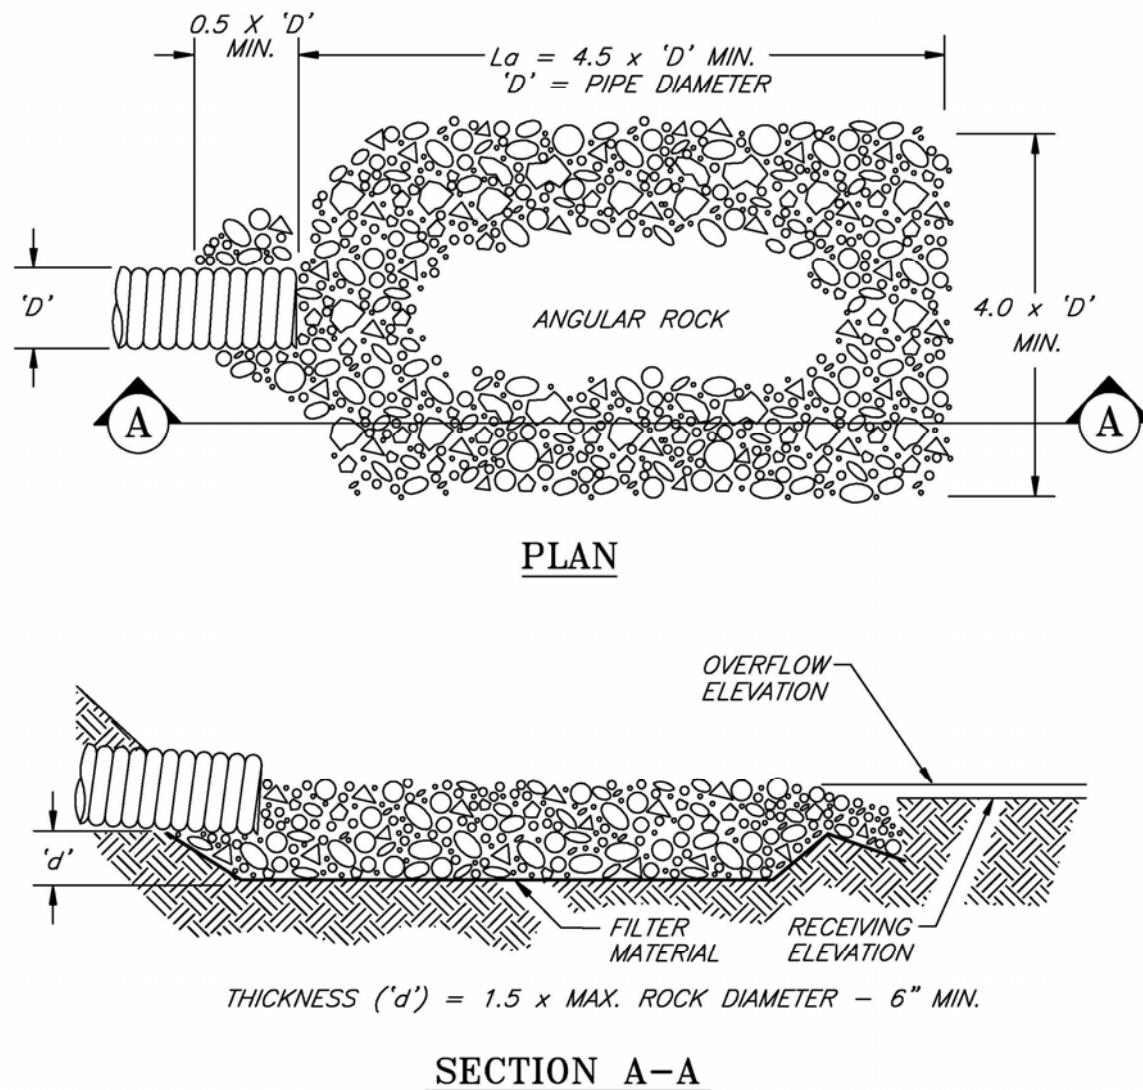 0.5 X 'D'
MIN.
La = 4.5 x 'D' MIN.
'D' = PIPE DIAMETER
'D'
ANGULAR ROCK
4.0 x 'D'
MIN.
A
A
PLAN
OVERFLOW
ELEVATION
'd'
FILTER
MATERIAL
RECEIVING
ELEVATION
THICKNESS ('d') = 1.5 x MAX. ROCK DIAMETER – 6" MIN.
SECTION A–A